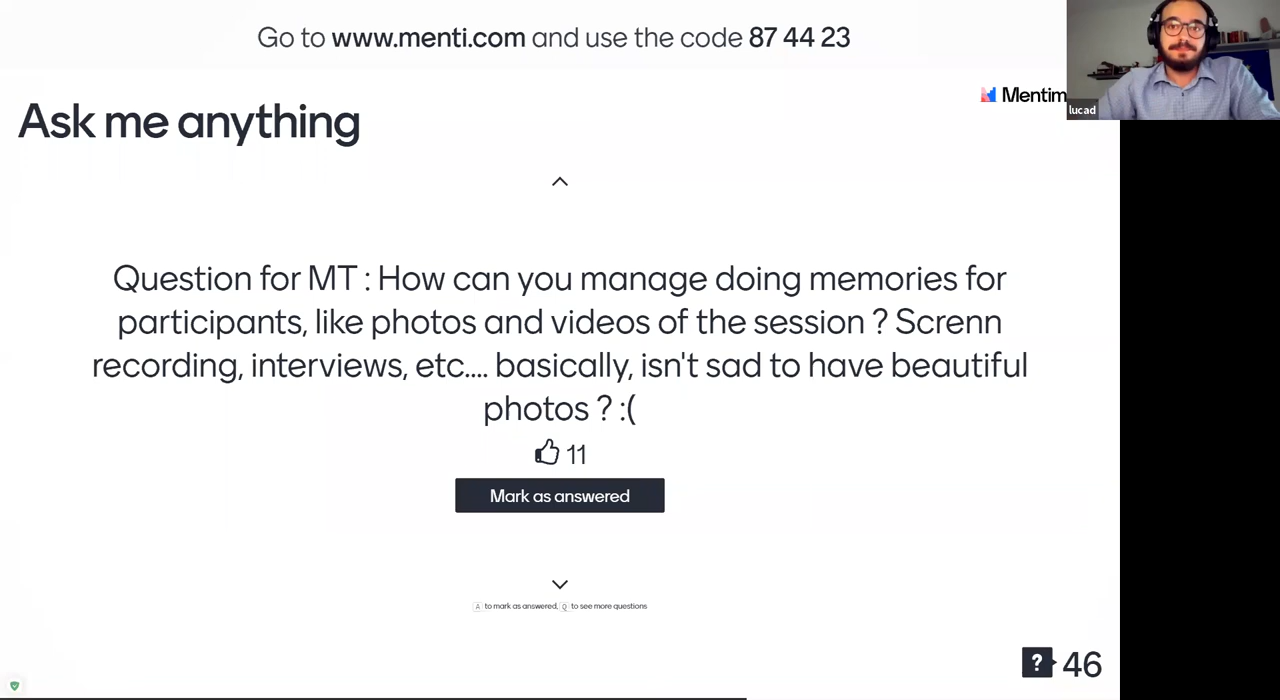 Go to www.menti.com and use the code 87 44 23
Mentim
lucad
Ask me anything
Question for MT : How can you manage doing memories for
participants, like photos and videos of the session ? Screnn
recording, interviews, etc.... basically, isn't sad to have beautiful
photos ? :(
11
Mark as answered
A to mark as answered, Q to see more questions
? 46